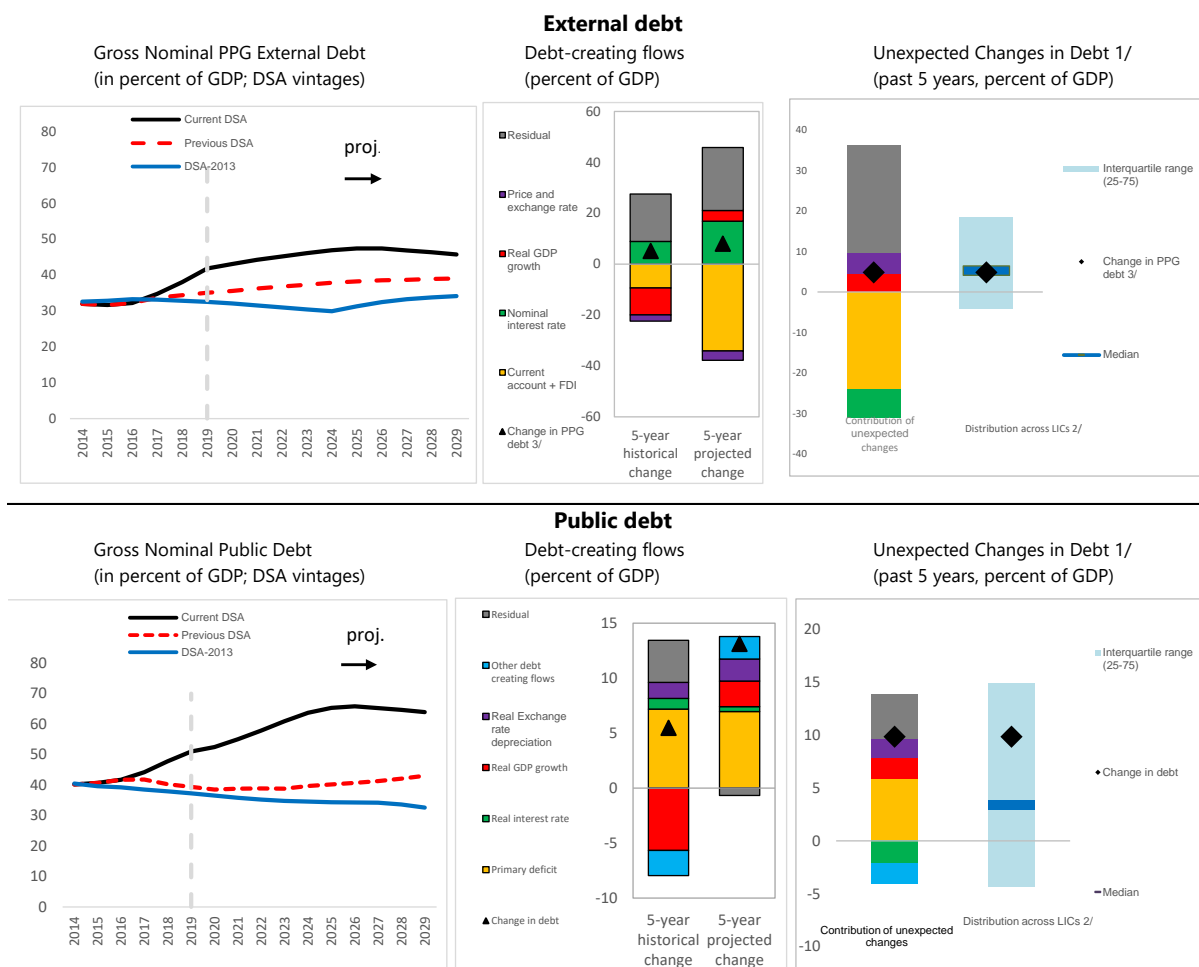 External debt
Gross Nominal PPG External Debt
(in percent of GDP; DSA vintages)
Current DSA
Previous DSA
DSA-2013
proj.
80
70
60
50
40
30
20
10
0
2014
2015
2016
2017
2018
2019
2020
2021
2022
2023
2024
2025
2026
2027
2028
2029
Debt-creating flows
(percent of GDP)
Residual
Price and
exchange rate
Real GDP
growth
Nominal
interest rate
Current
account + FDI
Change in PPG
debt 3/
60
40
20
0
-20
-40
-60
5-year
historical
change
5-year
projected
change
Unexpected Changes in Debt 1/
(past 5 years, percent of GDP)
40
30
20
10
0
-10
-20
-30
-40
Contribution of
unexpected
changes
Distribution across LICs 2/
Interquartile range
(25-75)
Change in PPG
debt 3/
Median
Public debt
Gross Nominal Public Debt
(in percent of GDP; DSA vintages)
Current DSA
Previous DSA
DSA-2013
proj.
80
70
60
50
40
30
20
10
0
2014
2015
2016
2017
2018
2019
2020
2021
2022
2023
2024
2025
2026
2027
2028
2029
Debt-creating flows
(percent of GDP)
Residual
Other debt
creating flows
Real Exchange
rate
depreciation
Real GDP growth
Real interest rate
Primary deficit
Change in debt
15
10
5
0
-5
-10
5-year
historical
change
5-year
projected
change
Unexpected Changes in Debt 1/
(past 5 years, percent of GDP)
20
15
10
5
0
-5
-10
Contribution of unexpected
changes
Distribution across LICs 2/
Interquartile range
(25-75)
Change in debt
Median